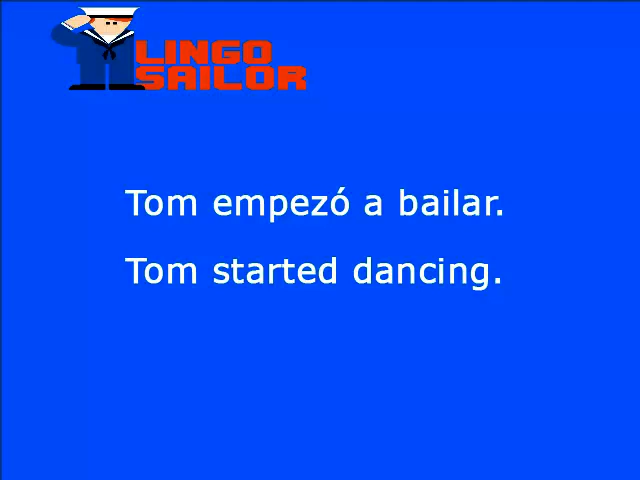 LINGO
SAILOR
Tom empezó a bailar.
Tom started dancing.